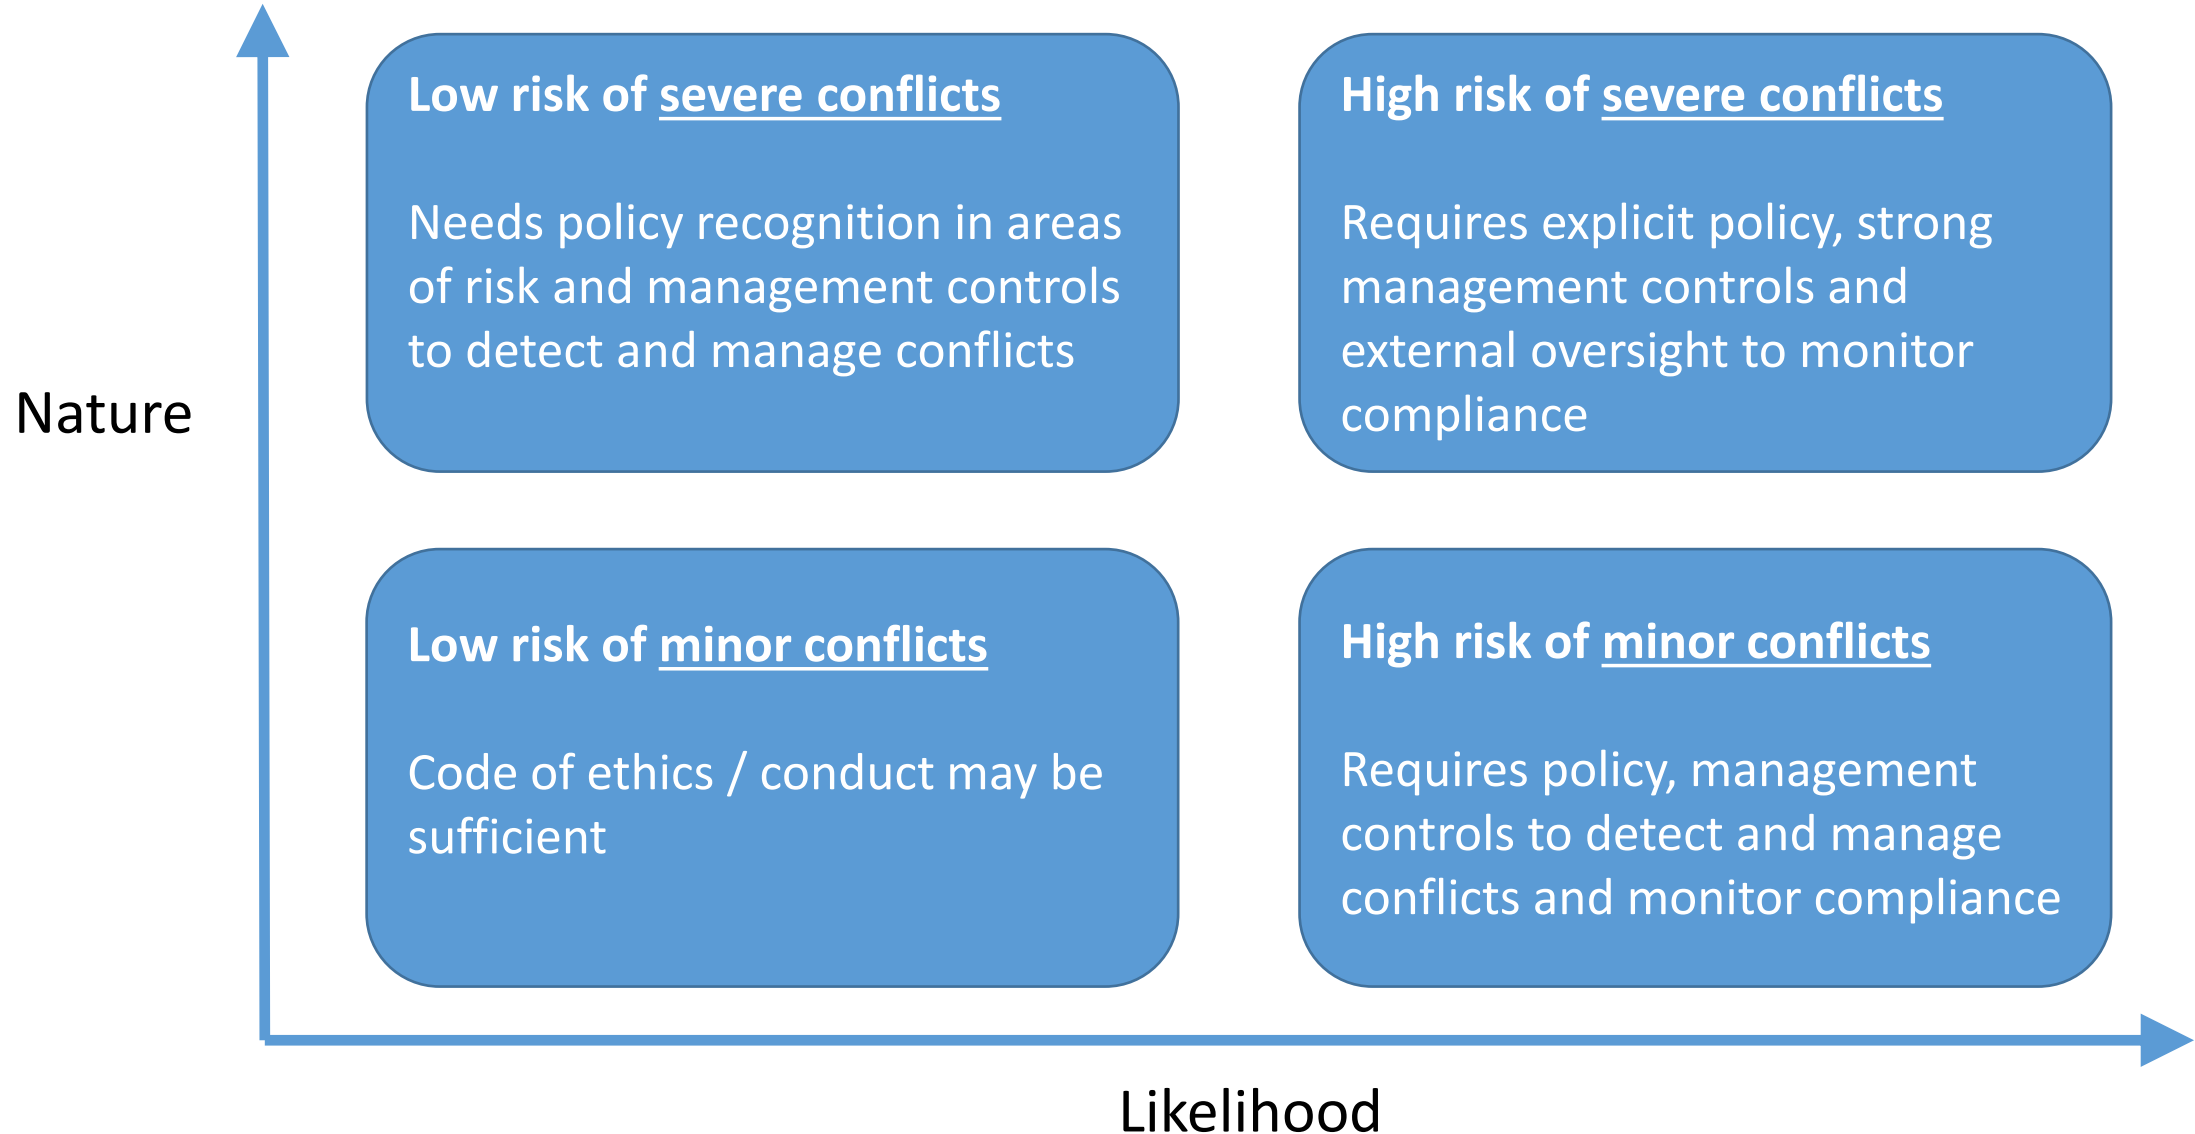 Low risk of severe conflicts
Needs policy recognition in areas
of risk and management controls
to detect and manage conflicts
High risk of severe conflicts
Requires explicit policy, strong
management controls and
external oversight to monitor
compliance
Nature
Low risk of minor conflicts
Code of ethics / conduct may be
sufficient
High risk of minor conflicts
Requires policy, management
controls to detect and manage
conflicts and monitor compliance
Likelihood